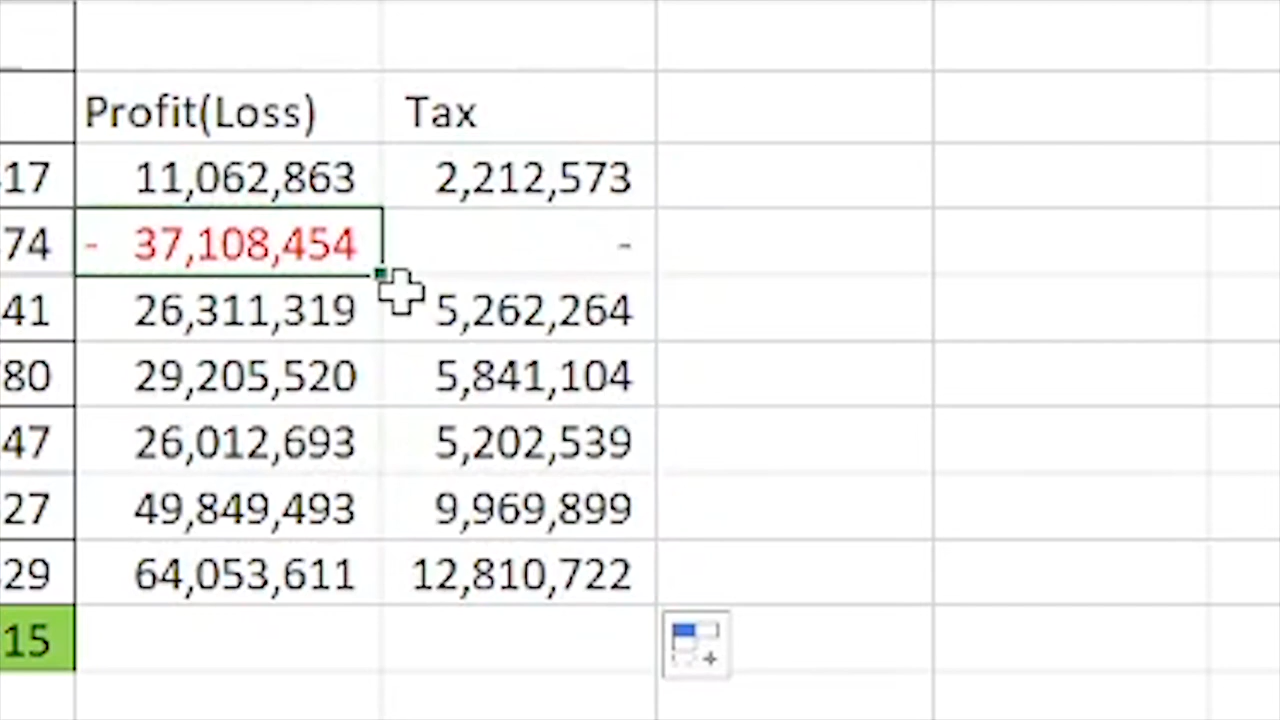 Profit(Loss) Tax
17 11,062,863 2,212,573
74 - 37,108,454 -
41 26,311,319 5,262,264
80 29,205,520 5,841,104
47 26,012,693 5,202,539
27 49,849,493 9,969,899
29 64,053,611 12,810,722
15